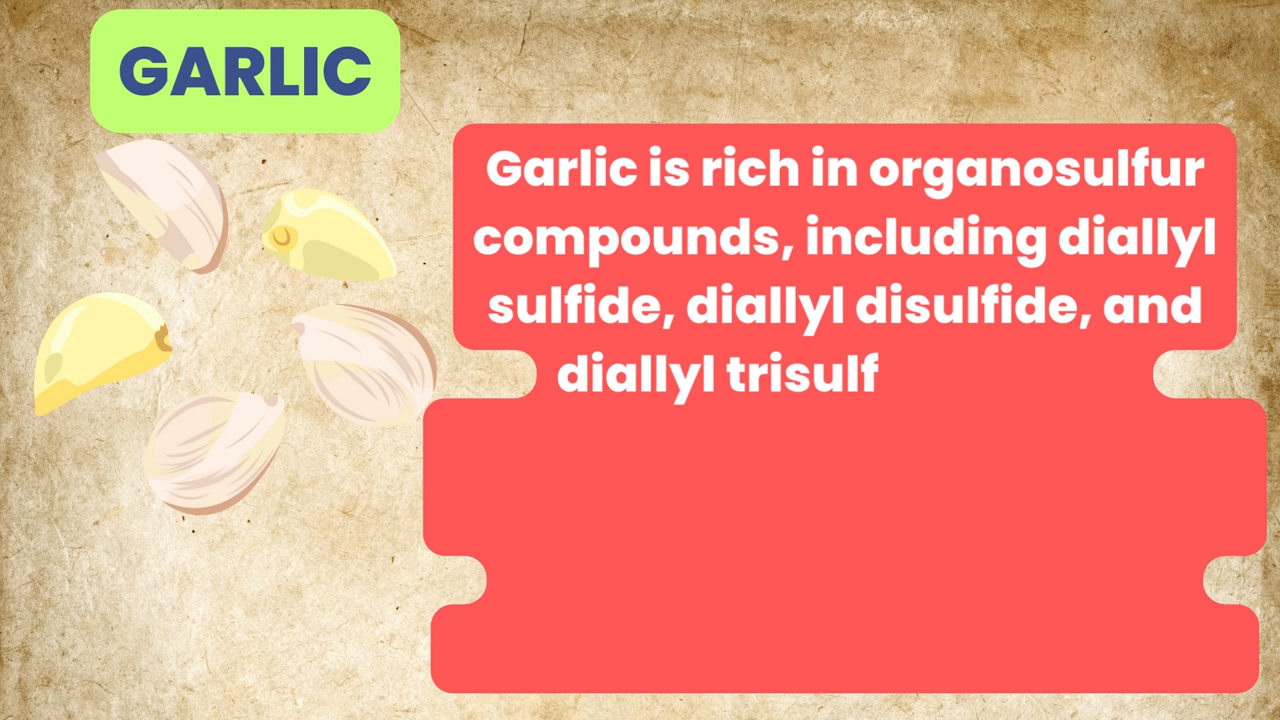 GARLIC
Garlic is rich in organosulfur
compounds, including diallyl
sulfide, diallyl disulfide, and
diallyl trisulf